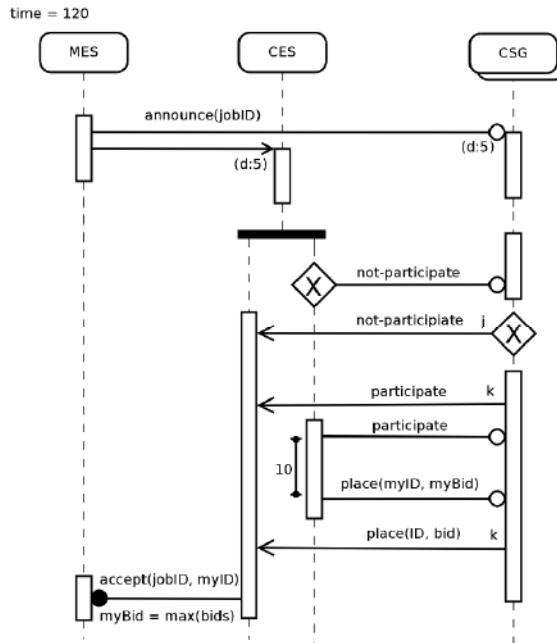 time = 120
MES
CES
CSG
announce(jobID)
(d:5)
(d:5)
X
not-participate
not-participiate j
X
participate k
participate
10
place(myID, myBid)
place(ID, bid) k
accept(jobID, myID)
myBid = max(bids)